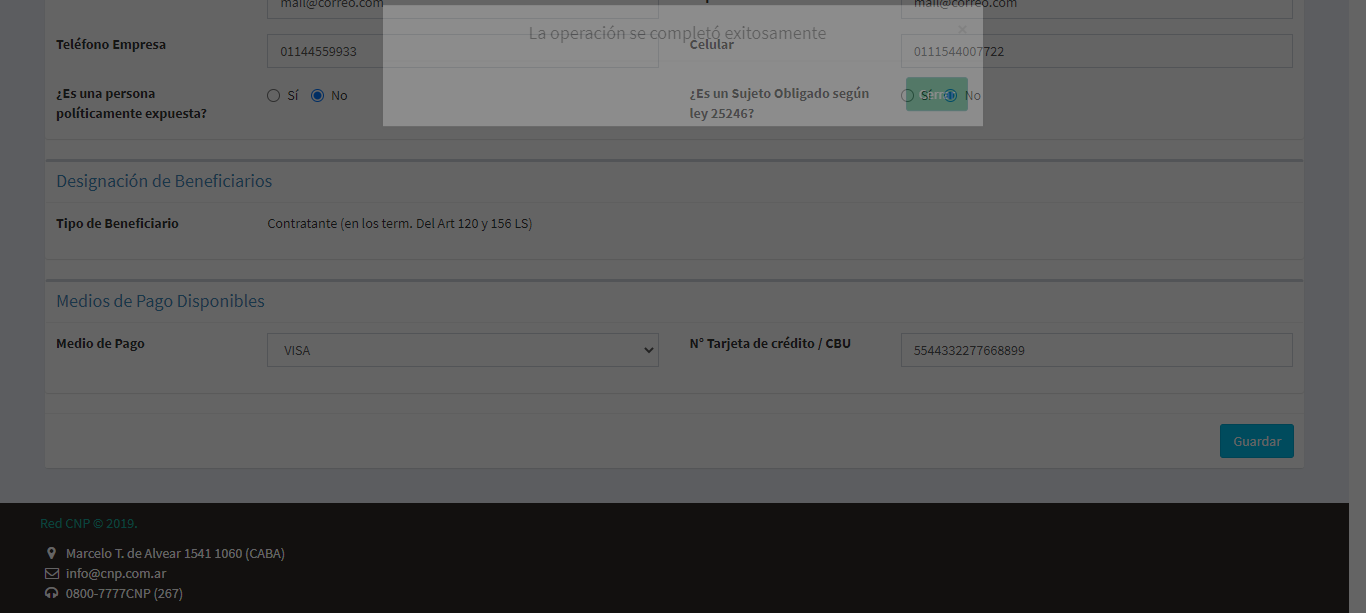 mail@correo.com
mail@correo.com
La operación se completó exitosamente
×
Teléfono Empresa
01144559933
Celular
0111544007722
¿Es una persona políticamente expuesta?
Sí
No
¿Es un Sujeto Obligado según ley 25246?
Sí
No
Designación de Beneficiarios
Tipo de Beneficiario
Contratante (en los term. Del Art 120 y 156 LS)
Medios de Pago Disponibles
Medio de Pago
VISA
N° Tarjeta de crédito / CBU
5544332277668899
Guardar
Red CNP © 2019.
Marcelo T. de Alvear 1541 1060 (CABA)
info@cnp.com.ar
0800-7777CNP (267)